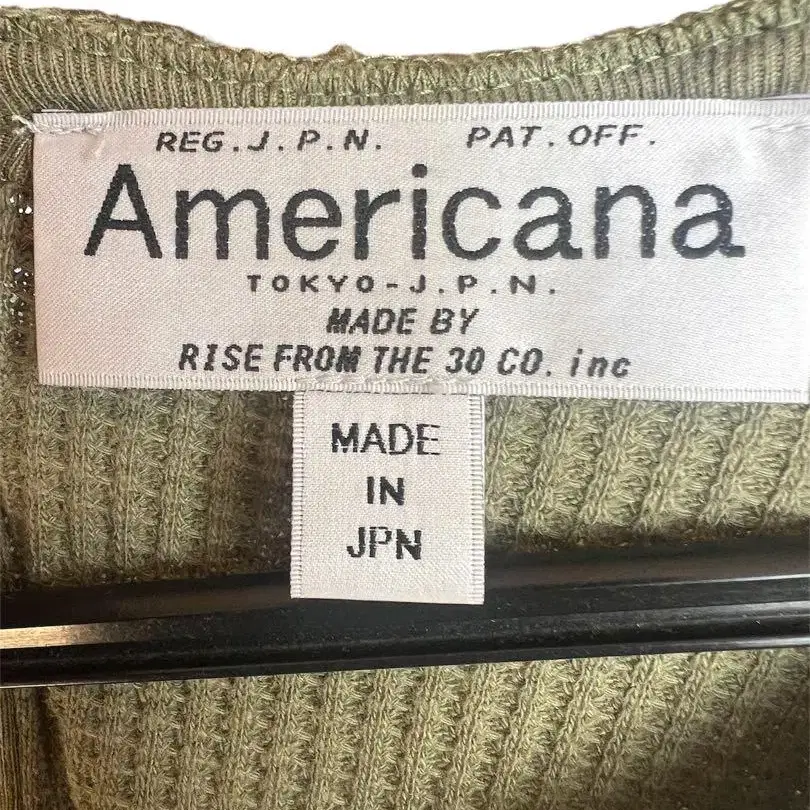 REG.J.P.N. PAT.OFF.
Americana
TOKYO-J.P.N.
MADE BY
RISE FROM THE 30 CO. inc
MADE
IN
JPN